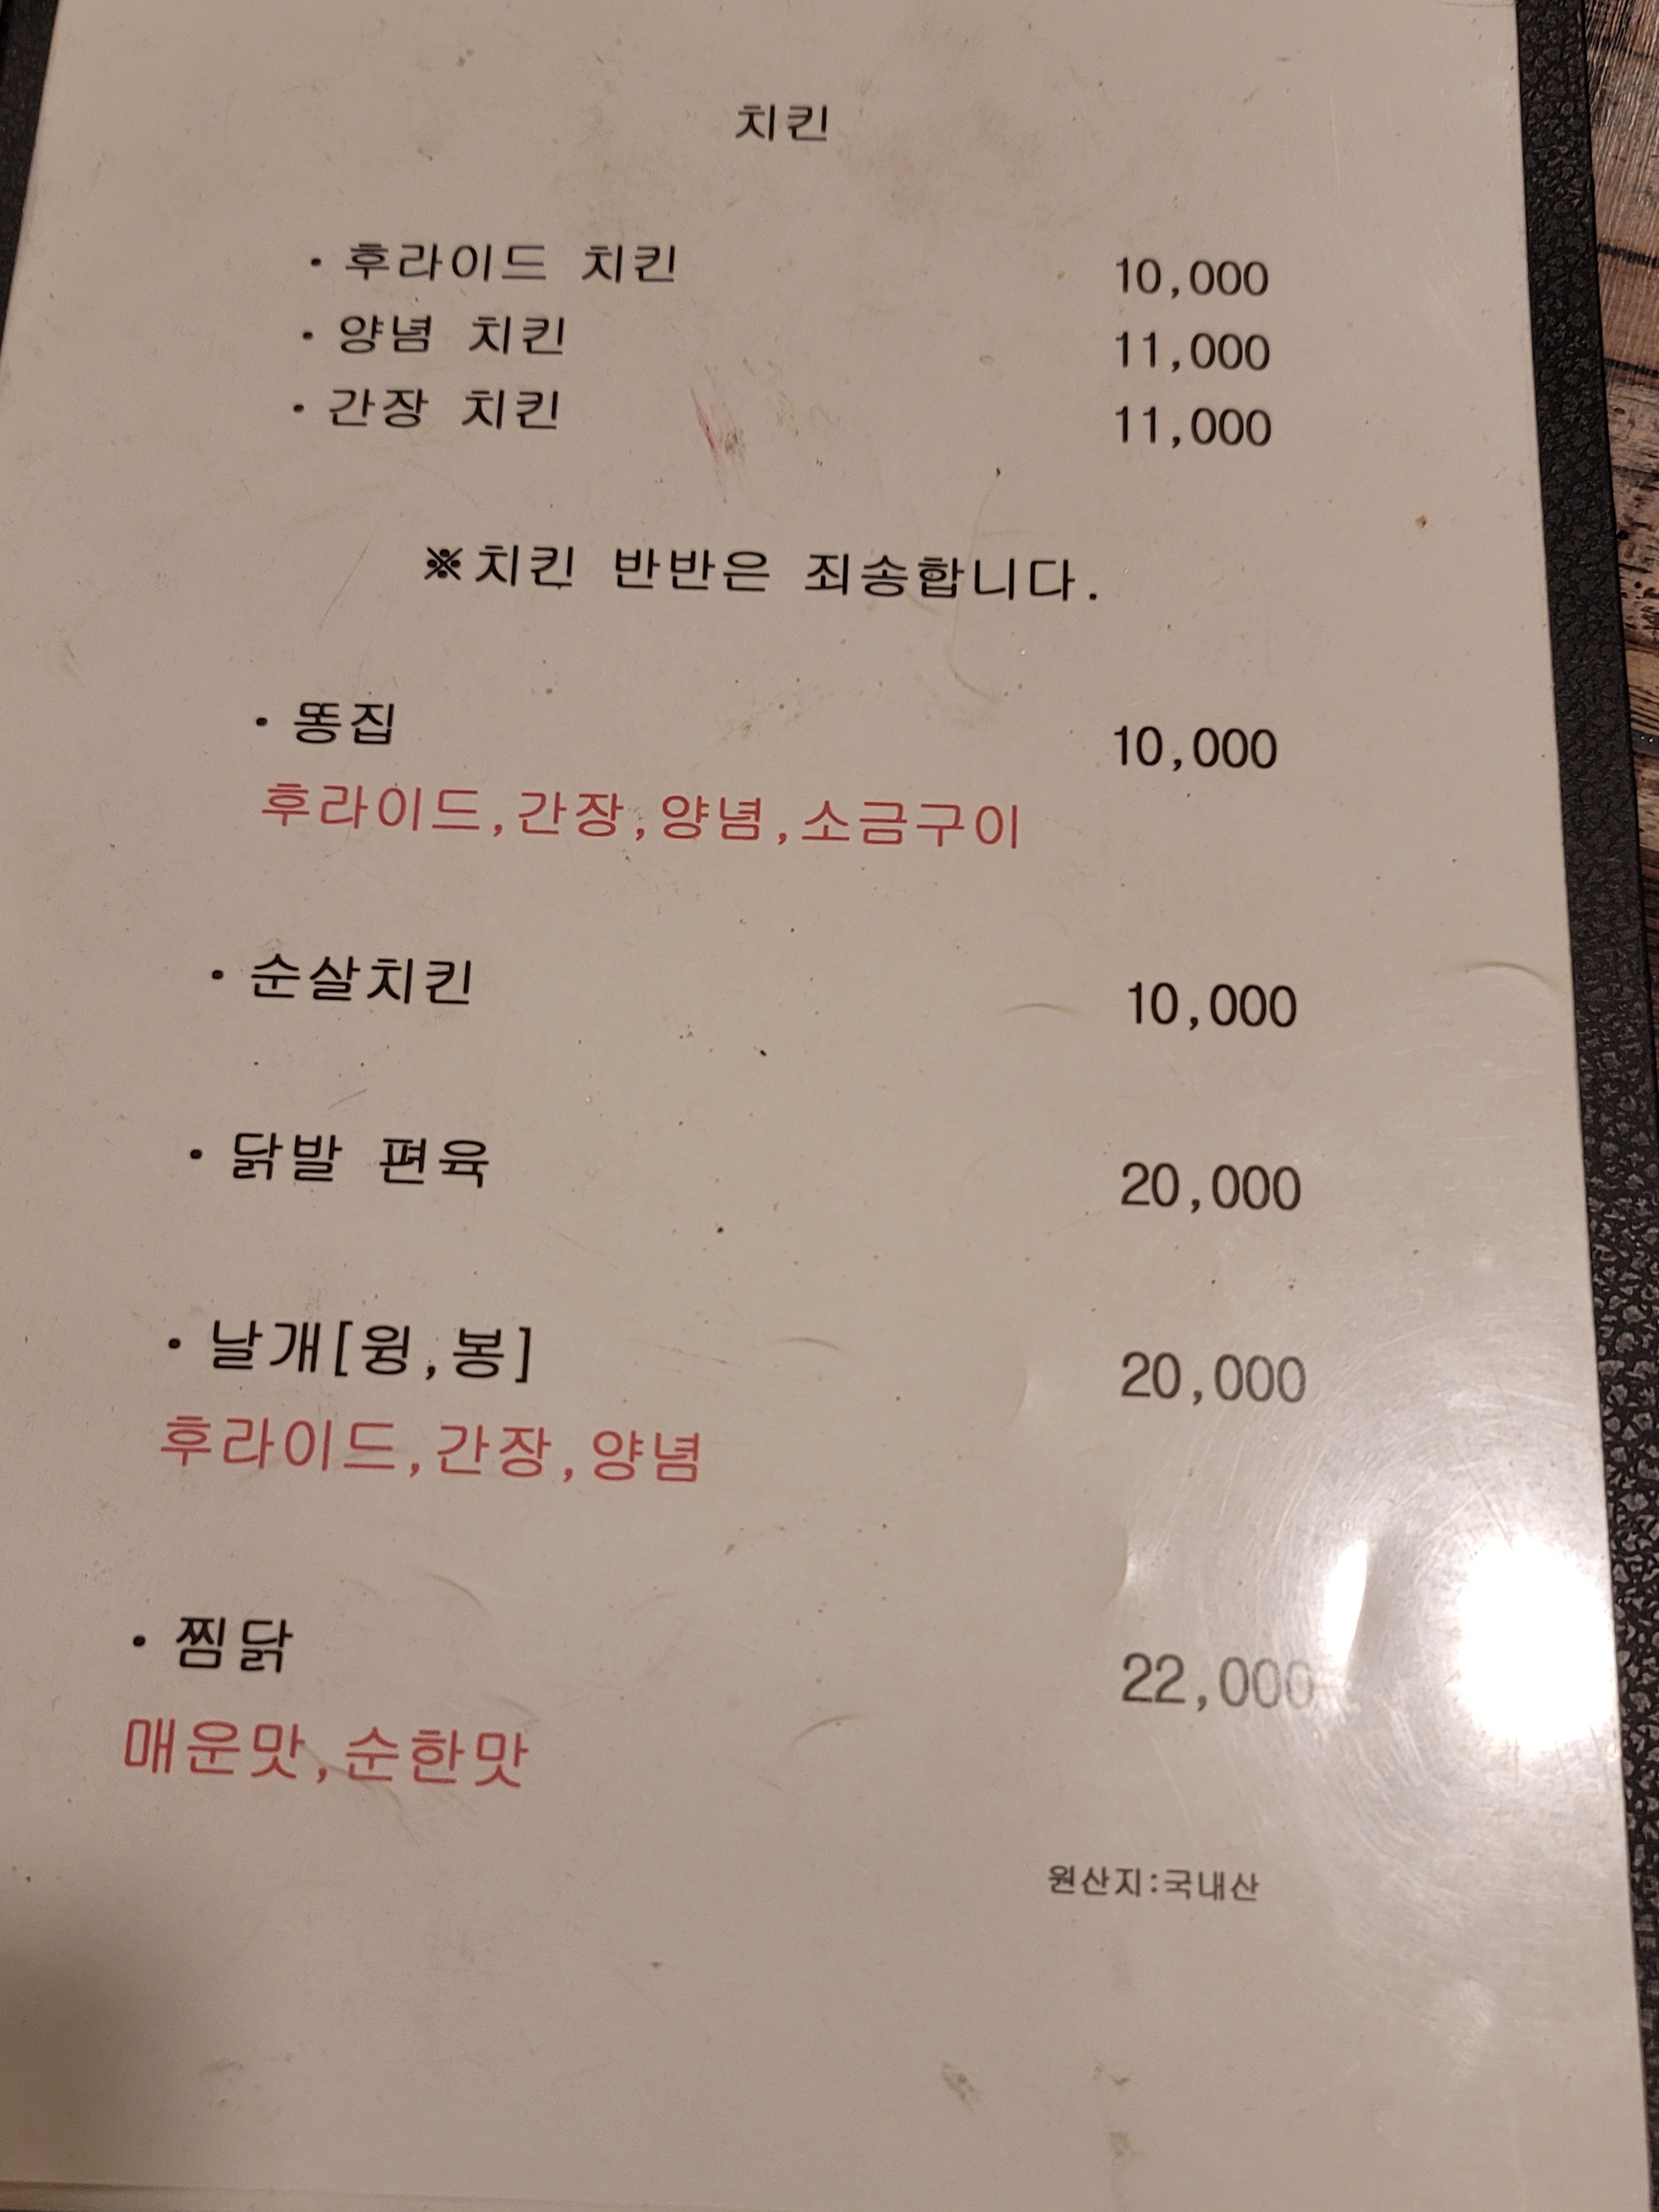 치킨
· 후라이드 치킨 10,000
· 양념 치킨 11,000
· 간장 치킨 11,000
※치킨 반반은 죄송합니다.
· 똥집 10,000
후라이드,간장,양념,소금구이
· 순살치킨 10,000
· 닭발 편육 20,000
· 날개[윙,봉] 20,000
후라이드,간장,양념
· 찜닭 22,000
매운맛,순한맛
원산지:국내산